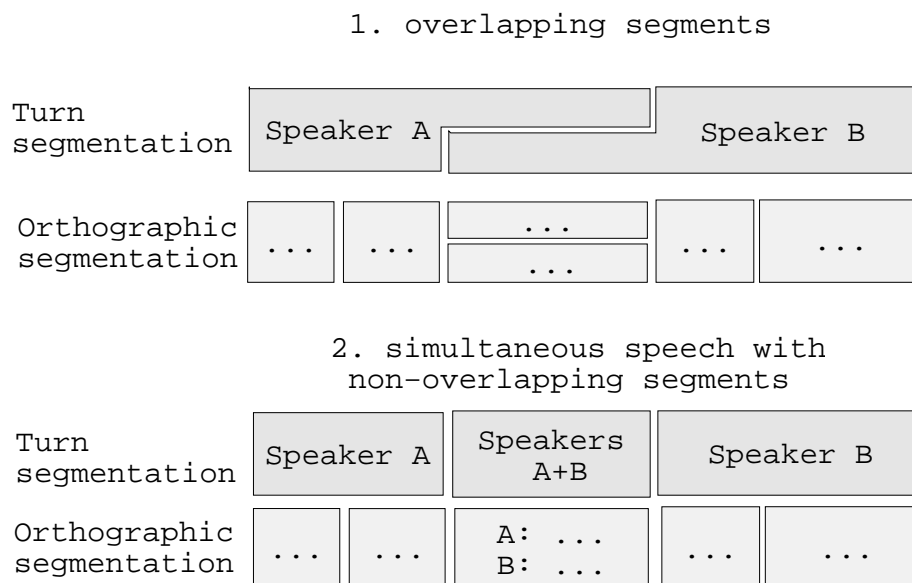 1. overlapping segments
Turn
segmentation
Speaker A
Speaker B
Orthographic
segmentation
...
...
...
...
...
...
2. simultaneous speech with
non-overlapping segments
Turn
segmentation
Speaker A
Speakers
A+B
Speaker B
Orthographic
segmentation
...
...
A: ...
B: ...
...
...